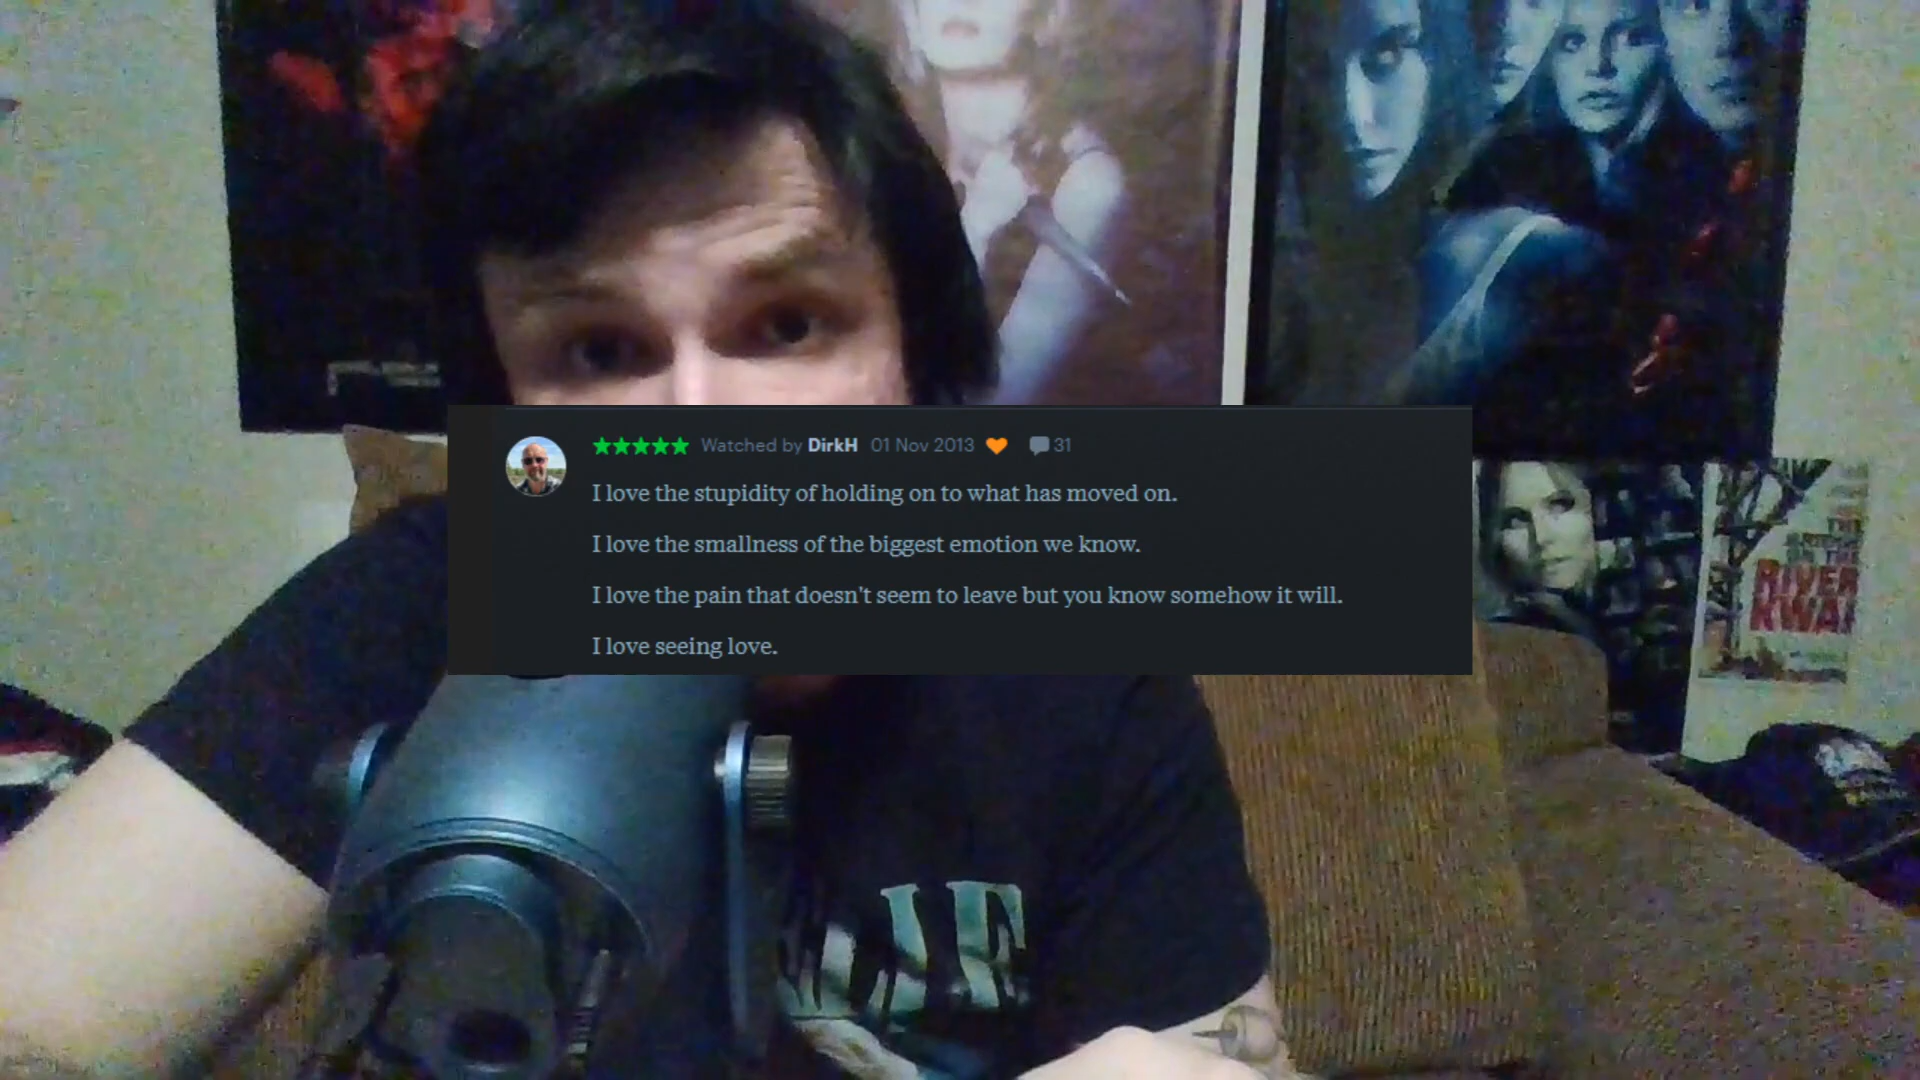 Watched by DirkH 01 Nov 2013 31
I love the stupidity of holding on to what has moved on.
I love the smallness of the biggest emotion we know.
I love the pain that doesn't seem to leave but you know somehow it will.
I love seeing love.
RIVER
KWAI